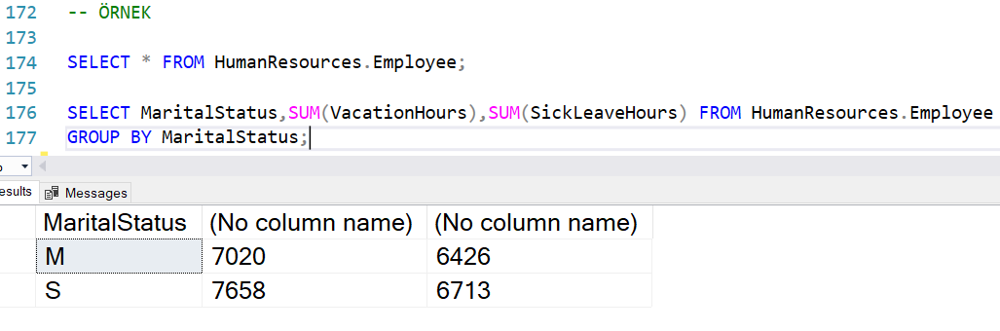 172 -- ÖRNEK
173
174 SELECT * FROM HumanResources.Employee;
175
176 SELECT MaritalStatus,SUM(VacationHours),SUM(SickLeaveHours) FROM HumanResources.Employee
177 GROUP BY MaritalStatus;
esults Messages
MaritalStatus (No column name) (No column name)
M 7020 6426
S 7658 6713